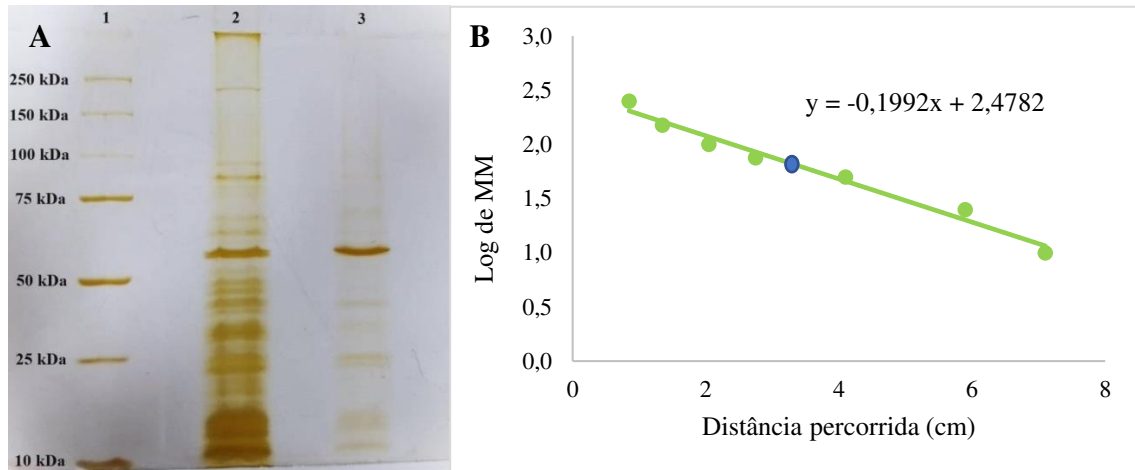 A
1 2 3
250 kDa
150 kDa
100 kDa
75 kDa
50 kDa
25 kDa
10 kDa
B
3,0
2,5
2,0
1,5
1,0
0,5
0,0
Log de MM
y = -0,1992x + 2,4782
0 2 4 6 8
Distância percorrida (cm)